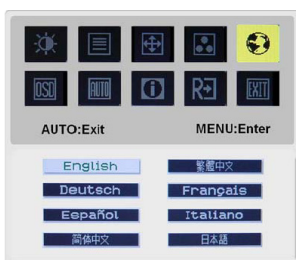 OSD AUTO R EXIT
AUTO:Exit MENU:Enter
English 繁體中文
Deutsch Français
Español Italiano
简体中文 日本語